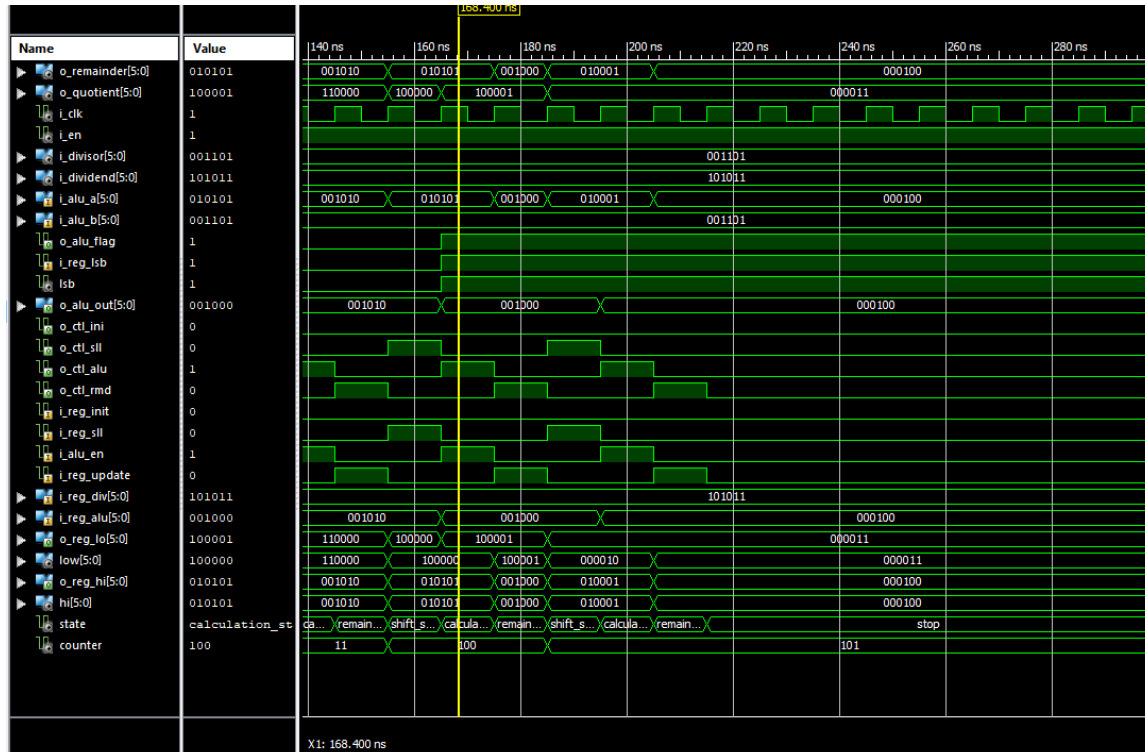 168.400 ns
Name Value 140 ns 160 ns 180 ns 200 ns 220 ns 240 ns 260 ns 280 ns
o_remainder[5:0] 010101 001010 010101 001000 010001 000100
o_quotient[5:0] 100001 110000 100000 100001 000011
i_clk 1
i_en 1
i_divisor[5:0] 001101 001101
i_dividend[5:0] 101011 101011
i_alu_a[5:0] 010101 001010 010101 001000 010001 000100
i_alu_b[5:0] 001101 001101
o_alu_flag 1
i_reg_lsb 1
lsb 1
o_alu_out[5:0] 001000 001010 001000 000100
o_ctl_ini 0
o_ctl_sll 0
o_ctl_alu 1
o_ctl_rmd 0
i_reg_init 0
i_reg_sll 0
i_alu_en 1
i_reg_update 0
i_reg_div[5:0] 101011 101011
i_reg_alu[5:0] 001000 001010 001000 000100
o_reg_lo[5:0] 100001 110000 100000 100001 000011
low[5:0] 100000 110000 100000 100001 000010 000011
o_reg_hi[5:0] 010101 001010 010101 001000 010001 000100
hi[5:0] 010101 001010 010101 001000 010001 000100
state calculation_st ca... remain... shift_s... calcula... remain... shift_s... calcula... remain... stop
counter 100 11 100 101
X1: 168.400 ns